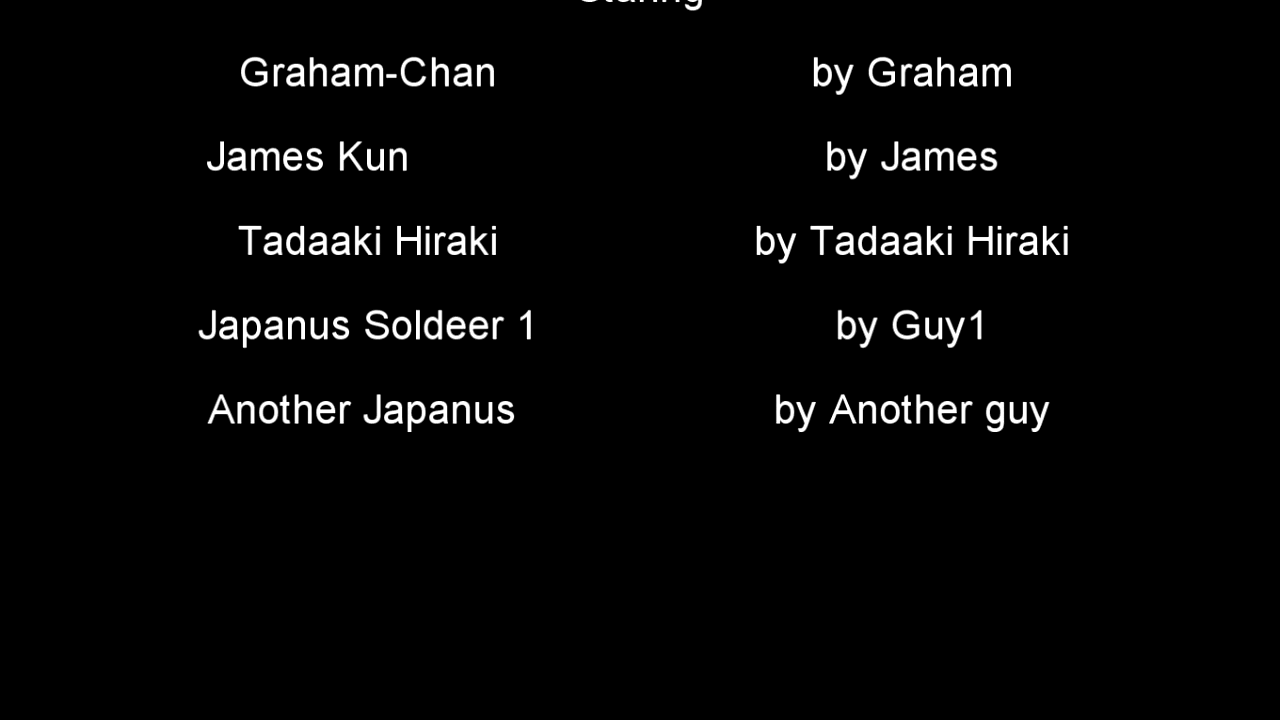 Staring
Graham-Chan by Graham
James Kun by James
Tadaaki Hiraki by Tadaaki Hiraki
Japanus Soldeer 1 by Guy1
Another Japanus by Another guy